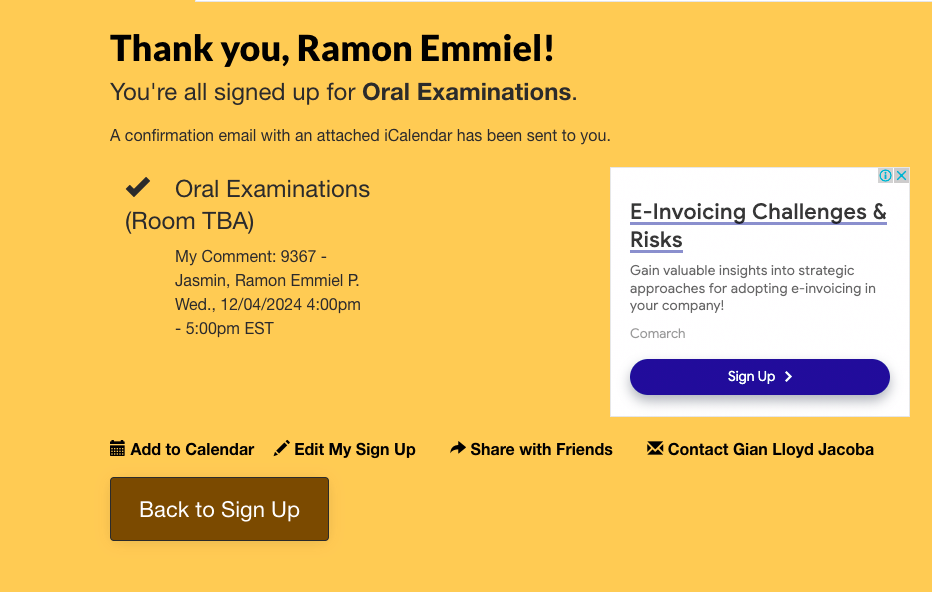 Thank you, Ramon Emmiel!
You're all signed up for Oral Examinations.
A confirmation email with an attached iCalendar has been sent to you.
Oral Examinations
(Room TBA)
My Comment: 9367 -
Jasmin, Ramon Emmiel P.
Wed., 12/04/2024 4:00pm
- 5:00pm EST
E-Invoicing Challenges &
Risks
Gain valuable insights into strategic
approaches for adopting e-invoicing in
your company!
Comarch
Sign Up
Add to Calendar Edit My Sign Up Share with Friends Contact Gian Lloyd Jacoba
Back to Sign Up